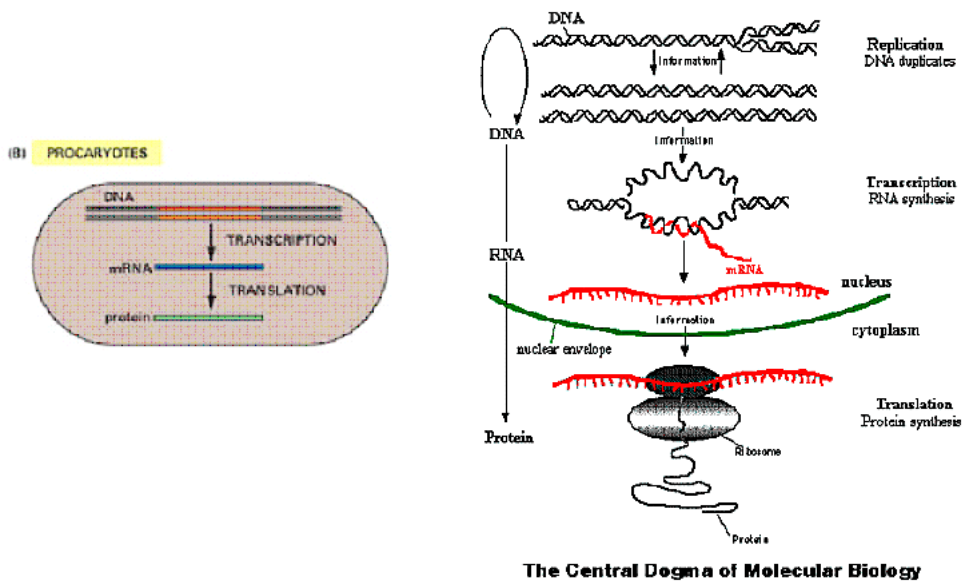 (B) PROCARYOTES
DNA
TRANSCRIPTION
mRNA
TRANSLATION
protein
DNA
Information
Replication
DNA duplicates
DNA
Information
Transcription
RNA synthesis
RNA
mRNA
nucleus
Information
cytoplasm
nuclear envelope
Translation
Protein synthesis
Protein
Ribosome
Protein
The Central Dogma of Molecular Biology